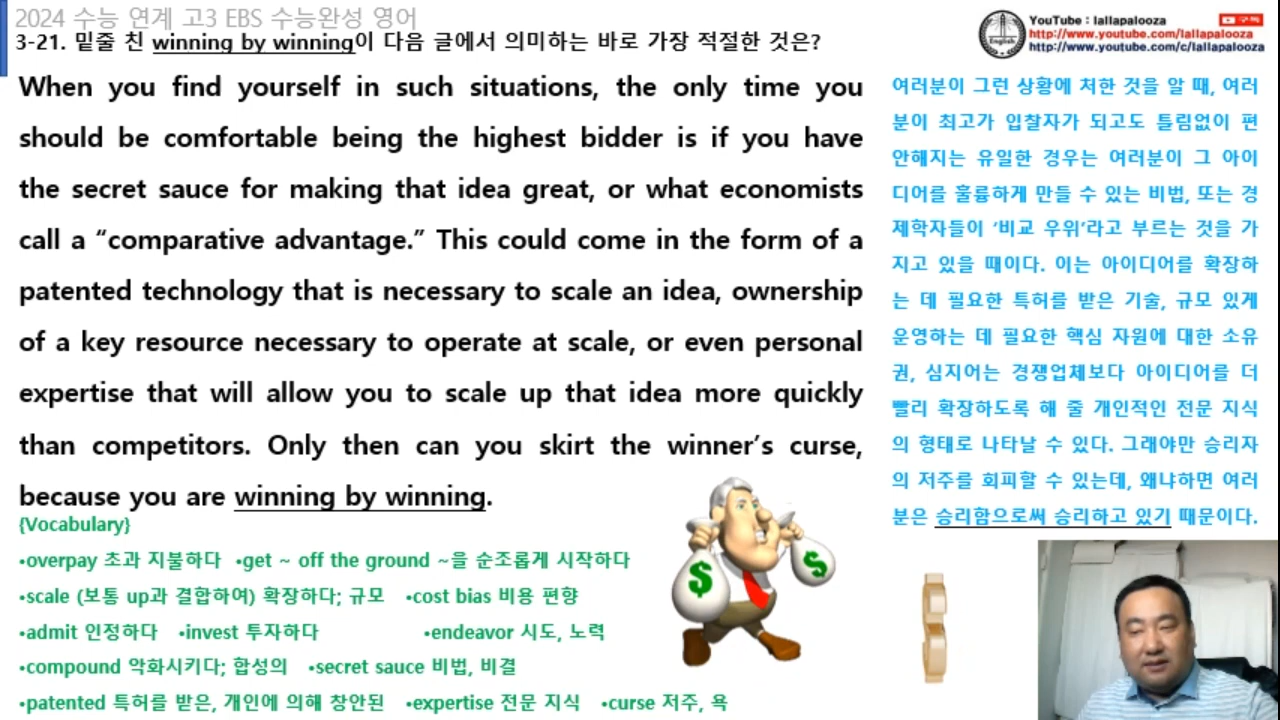 2024 수능 연계 고3 EBS 수능완성 영어
3-21. 밑줄 친 winning by winning이 다음 글에서 의미하는 바로 가장 적절한 것은?
YouTube : lallapalooza
구독
http://www.youtube.com/lallapalooza
http://www.youtube.com/c/lallapalooza
English
When you find yourself in such situations, the only time you
should be comfortable being the highest bidder is if you have
the secret sauce for making that idea great, or what economists
call a “comparative advantage.” This could come in the form of a
patented technology that is necessary to scale an idea, ownership
of a key resource necessary to operate at scale, or even personal
expertise that will allow you to scale up that idea more quickly
than competitors. Only then can you skirt the winner’s curse,
because you are winning by winning.
여러분이 그런 상황에 처한 것을 알 때, 여러
분이 최고가 입찰자가 되고도 틀림없이 편
안해지는 유일한 경우는 여러분이 그 아이
디어를 훌륭하게 만들 수 있는 비법, 또는 경
제학자들이 ‘비교 우위’라고 부르는 것을 가
지고 있을 때이다. 이는 아이디어를 확장하
는 데 필요한 특허를 받은 기술, 규모 있게
운영하는 데 필요한 핵심 자원에 대한 소유
권, 심지어는 경쟁업체보다 아이디어를 더
빨리 확장하도록 해 줄 개인적인 전문 지식
의 형태로 나타날 수 있다. 그래야만 승리자
의 저주를 회피할 수 있는데, 왜냐하면 여러
분은 승리함으로써 승리하고 있기 때문이다.
{Vocabulary}
•overpay 초과 지불하다 •get ~ off the ground ~을 순조롭게 시작하다
•scale (보통 up과 결합하여) 확장하다; 규모 •cost bias 비용 편향
•admit 인정하다 •invest 투자하다 •endeavor 시도, 노력
•compound 악화시키다; 합성의 •secret sauce 비법, 비결
•patented 특허를 받은, 개인에 의해 창안된 •expertise 전문 지식 •curse 저주, 욕
$
$